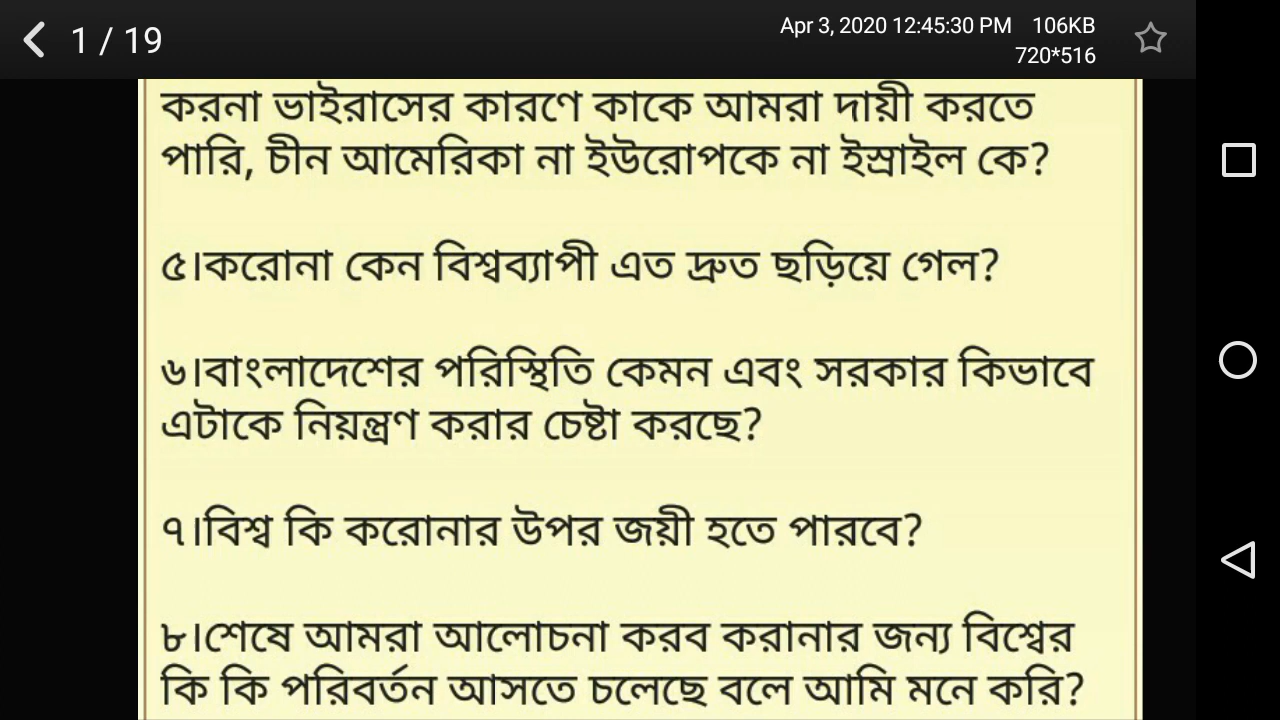 1 / 19
Apr 3, 2020 12:45:30 PM 106KB
720*516
করনা ভাইরাসের কারণে কাকে আমরা দায়ী করতে
পারি, চীন আমেরিকা না ইউরোপকে না ইস্রাইল কে?
৫।করোনা কেন বিশ্বব্যাপী এত দ্রুত ছড়িয়ে গেল?
৬।বাংলাদেশের পরিস্থিতি কেমন এবং সরকার কিভাবে
এটাকে নিয়ন্ত্রণ করার চেষ্টা করছে?
৭।বিশ্ব কি করোনার উপর জয়ী হতে পারবে?
৮।শেষে আমরা আলোচনা করব করানার জন্য বিশ্বের
কি কি পরিবর্তন আসতে চলেছে বলে আমি মনে করি?